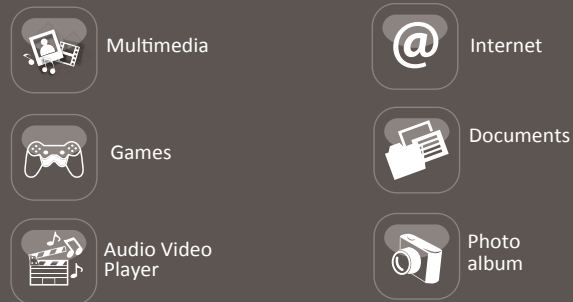 Multimedia
Internet
Games
Documents
Audio Video
Player
Photo
album